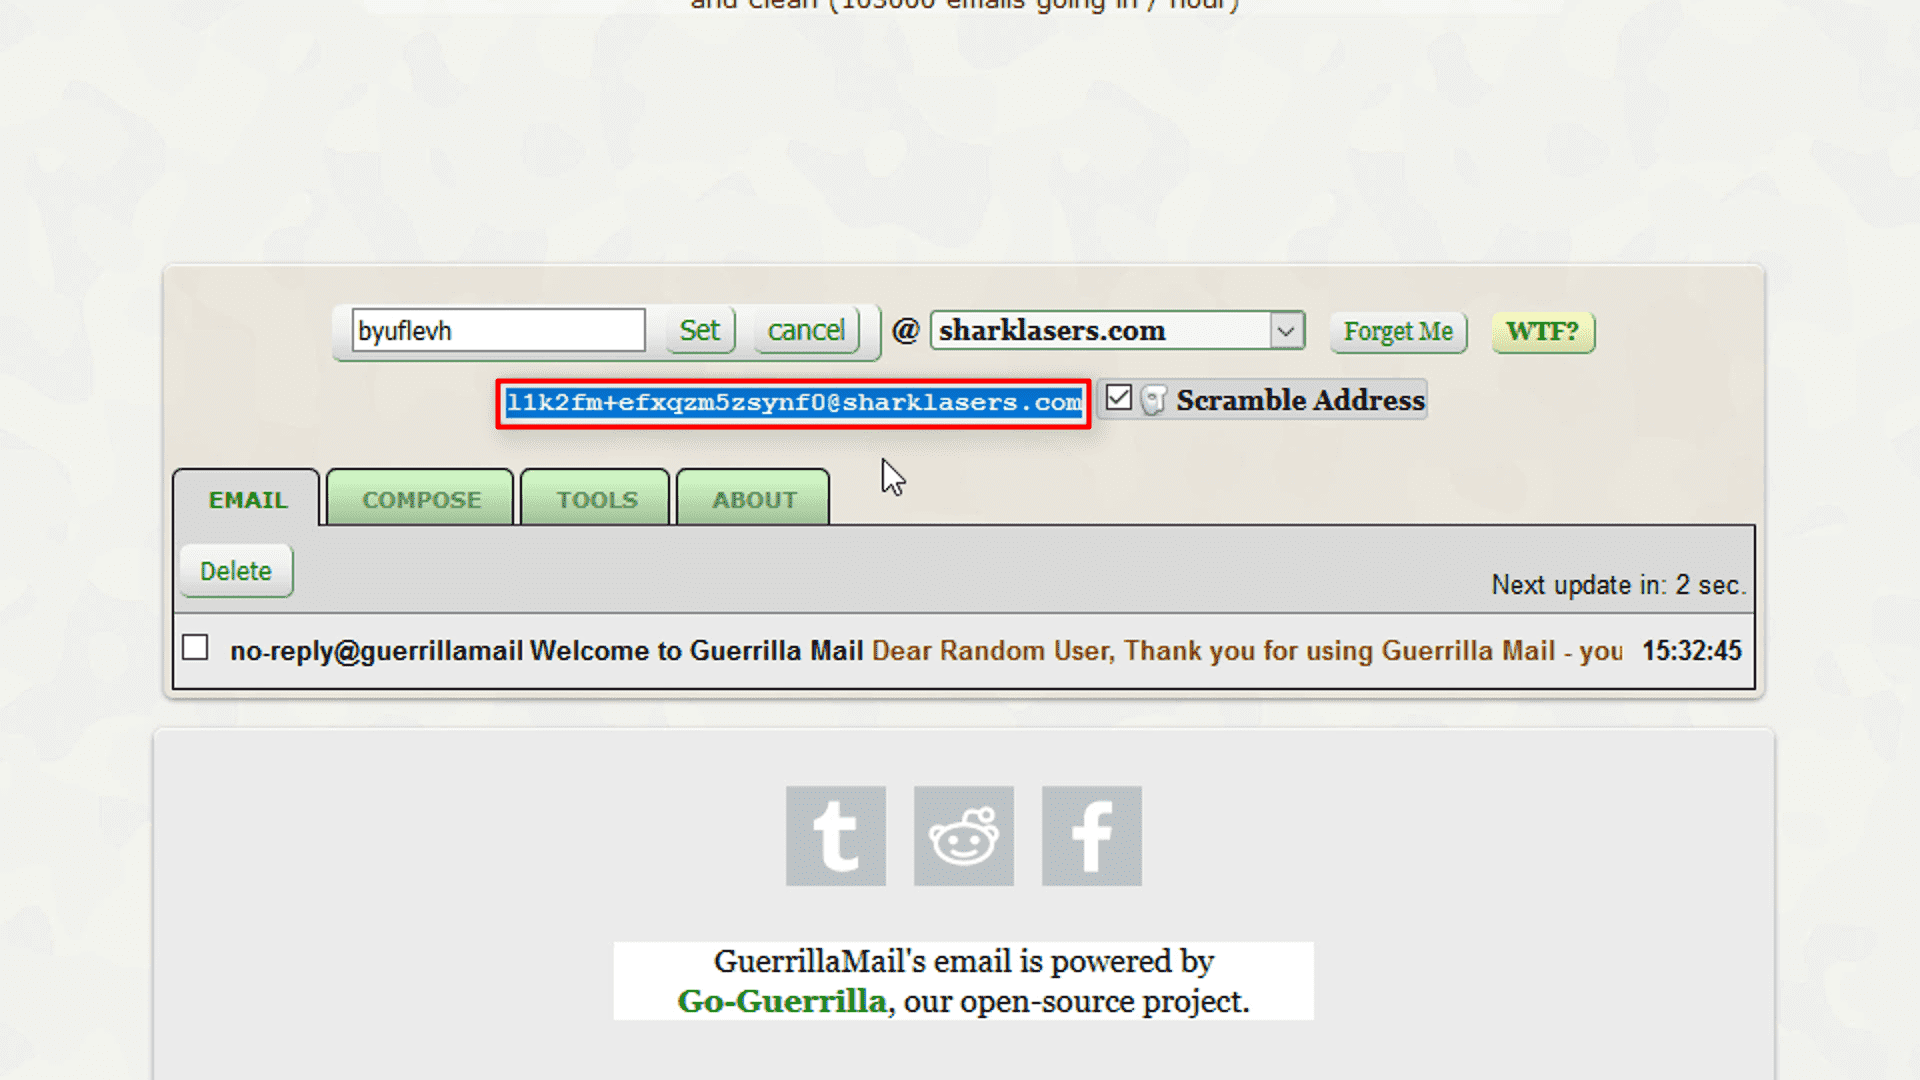 and clean (103000 emails going in / hour)
byuflevh Set cancel @ sharklasers.com Forget Me WTF?
l1k2fm+efxqzm5zsynf0@sharklasers.com Scramble Address
EMAIL COMPOSE TOOLS ABOUT
Delete
Next update in: 2 sec.
no-reply@guerrillamail Welcome to Guerrilla Mail Dear Random User, Thank you for using Guerrilla Mail - you 15:32:45
GuerrillaMail's email is powered by
Go-Guerrilla, our open-source project.